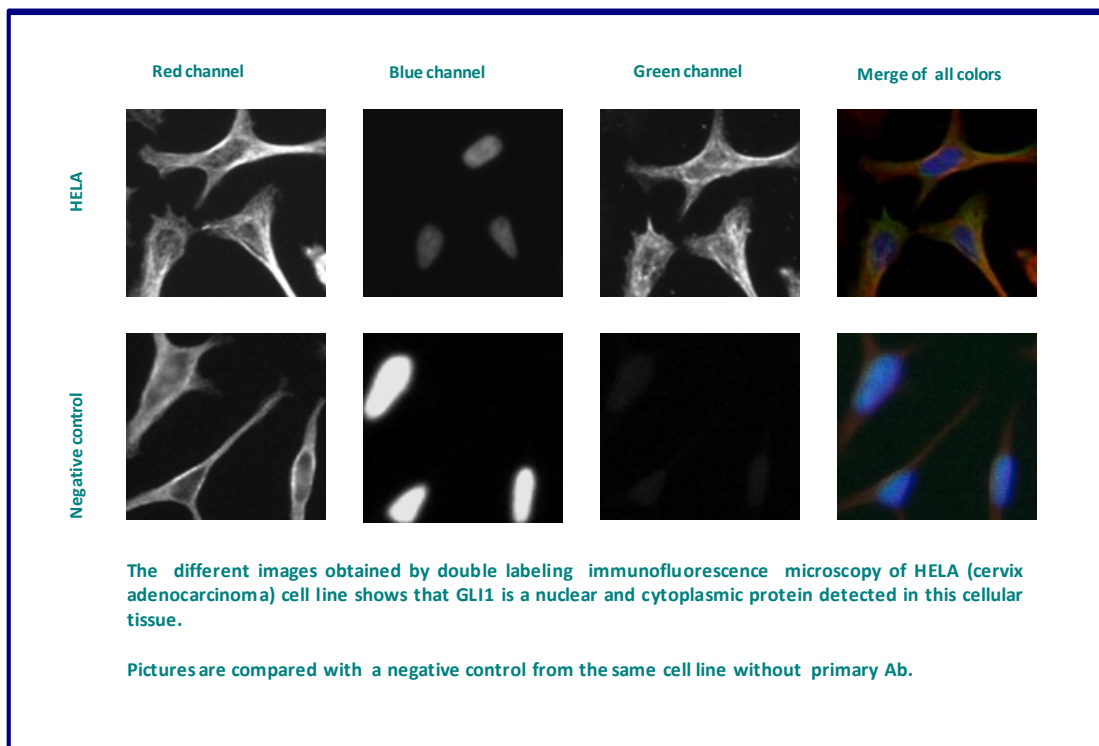 Red channel
Blue channel
Green channel
Merge of all colors
HELA
Negative control
The different images obtained by double labeling immunofluorescence microscopy of HELA (cervix
adenocarcinoma) cell line shows that GLI1 is a nuclear and cytoplasmic protein detected in this cellular
tissue.
Pictures are compared with a negative control from the same cell line without primary Ab.